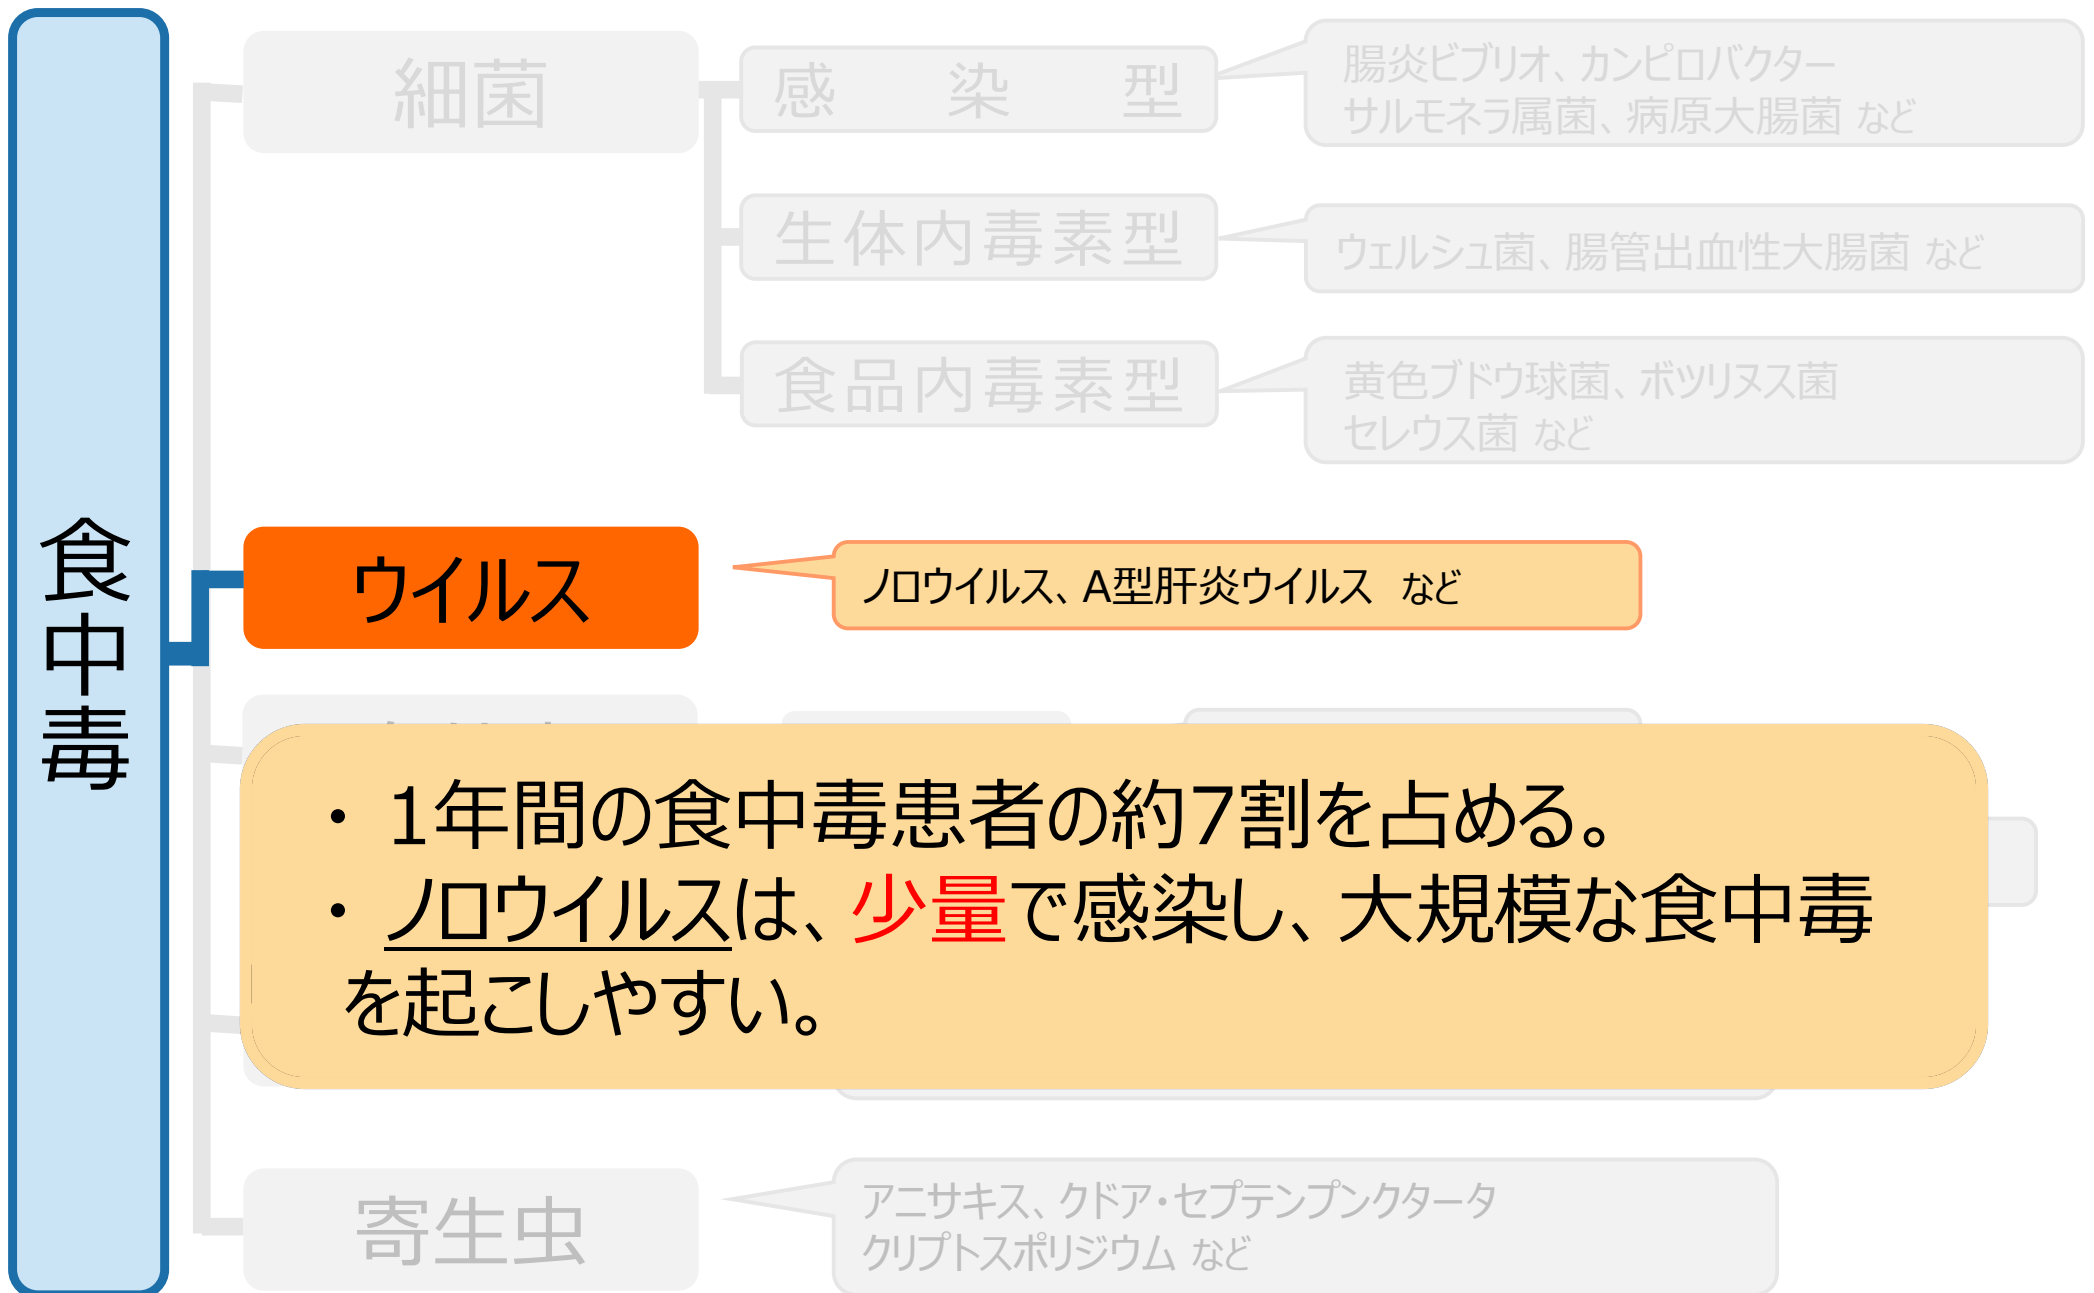 食中毒
細菌
感染型
腸炎ビブリオ、カンピロバクター
サルモネラ属菌、病原大腸菌 など
生体内毒素型
ウェルシュ菌、腸管出血性大腸菌 など
食品内毒素型
黄色ブドウ球菌、ボツリヌス菌
セレウス菌 など
ウイルス
ノロウイルス、A型肝炎ウイルス など
・ 1年間の食中毒患者の約7割を占める。
・ ノロウイルスは、少量で感染し、大規模な食中毒
を起こしやすい。
寄生虫
アニサキス、クドア・セプテンプンクタータ
クリプトスポリジウム など